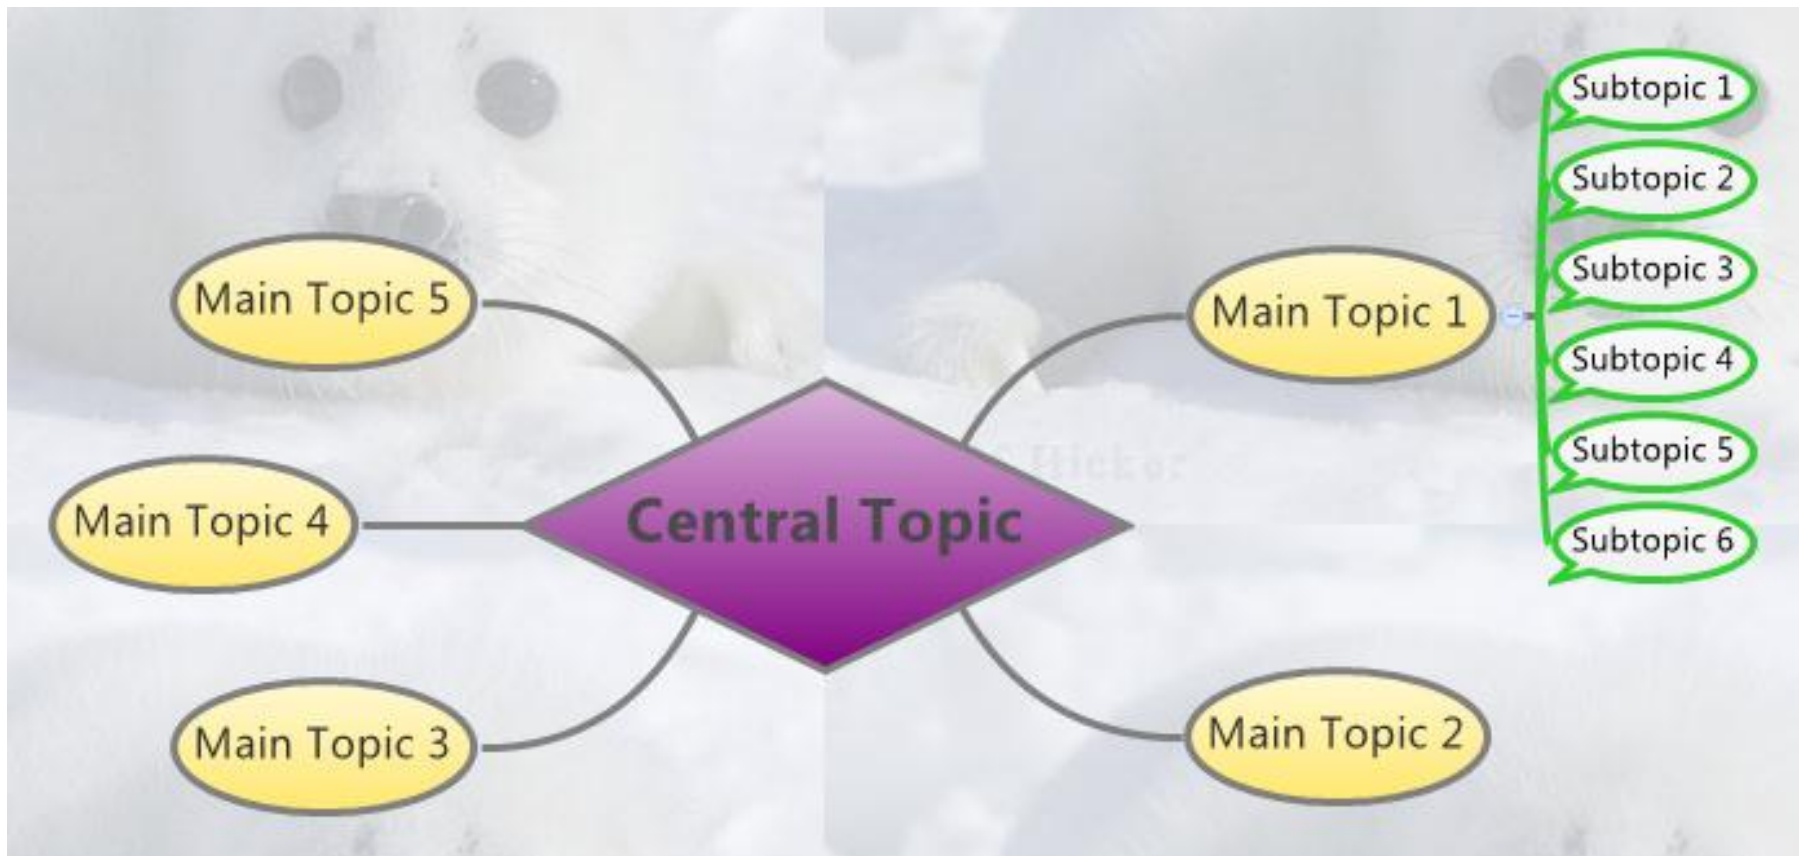 Subtopic 1
Subtopic 2
Subtopic 3
Subtopic 4
Subtopic 5
Subtopic 6
Main Topic 5
Main Topic 1
Main Topic 4
Central Topic
Main Topic 3
Main Topic 2